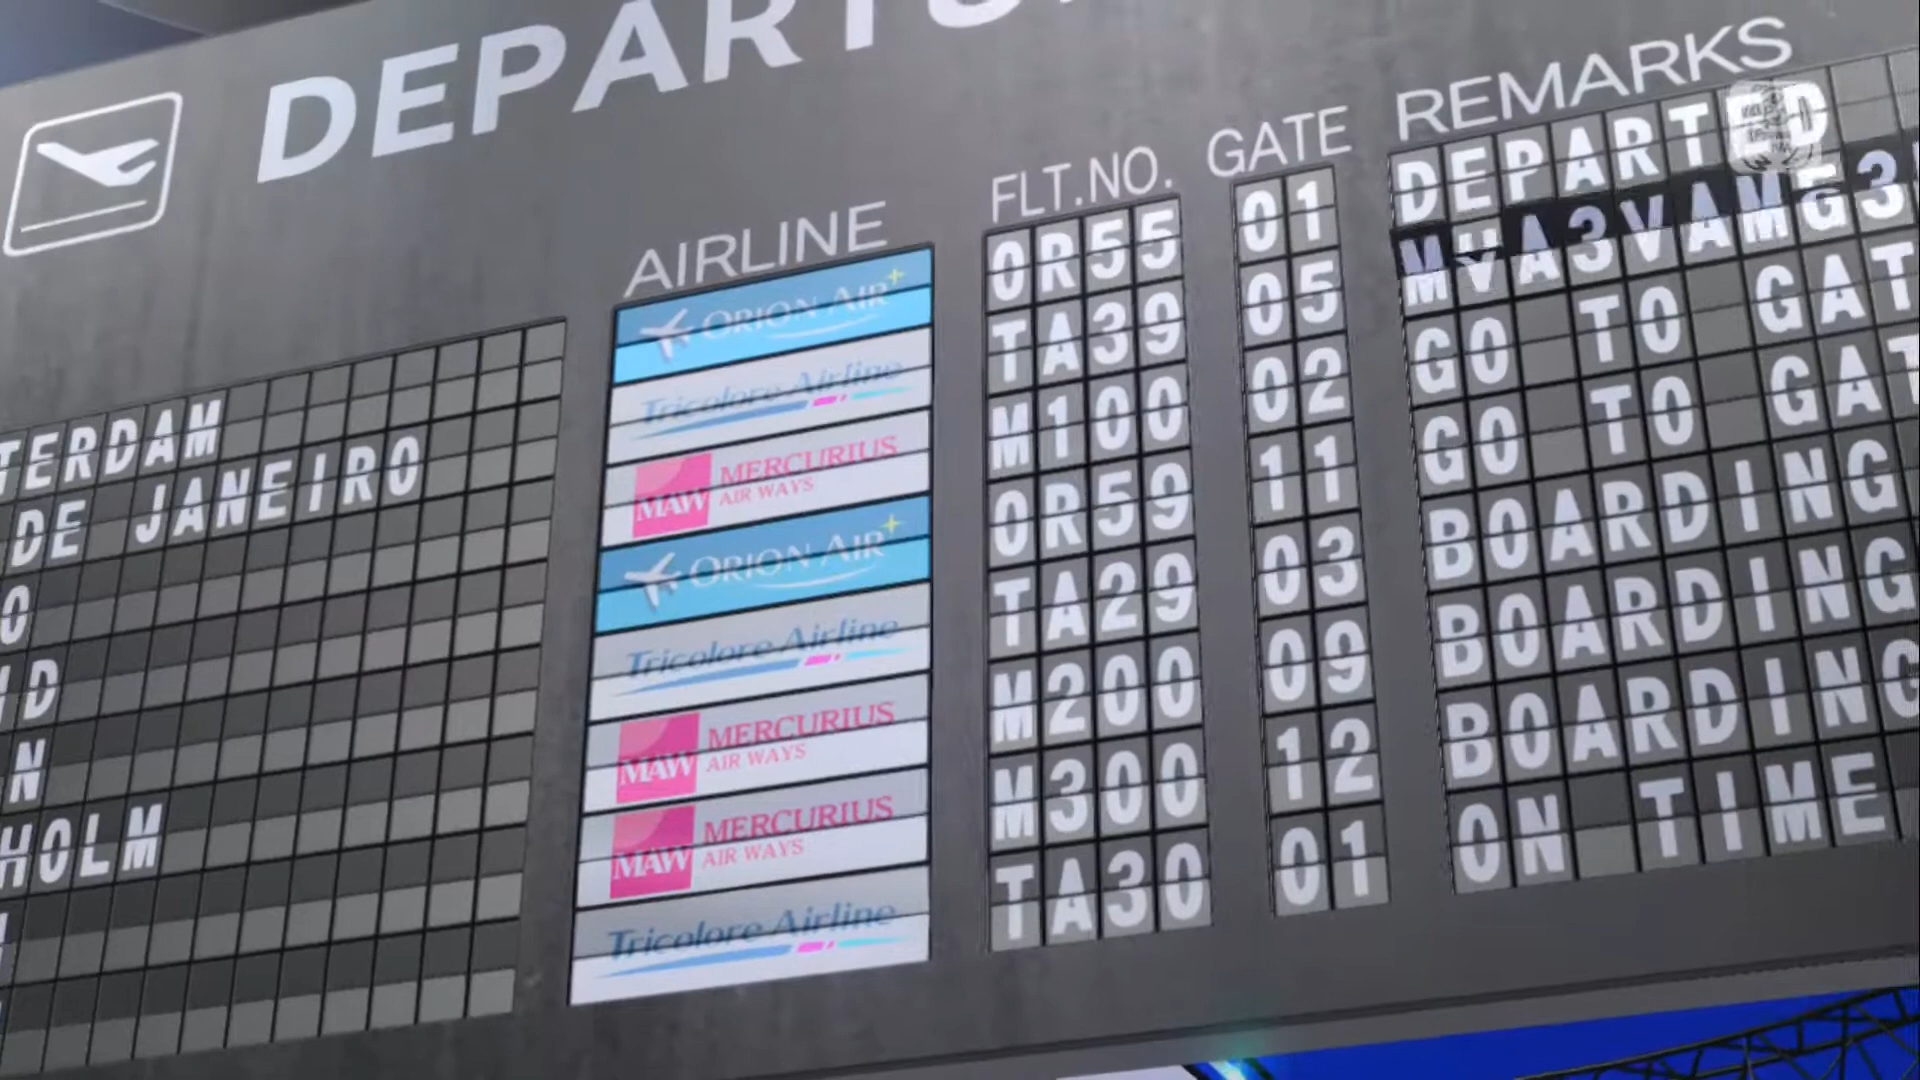 DEPARTU
AIRLINE FLT.NO. GATE REMARKS
TERDAM ORION AIR OR55 01 DEPARTED
DE JANEIRO Tricolore Airline TA39 05
O MAW MERCURIUS AIR WAYS M100 02 GO TO GAT
ID ORION AIR OR59 11 GO TO GAT
N Tricolore Airline TA29 03 BOARDING
HOLM MAW MERCURIUS AIR WAYS M200 09 BOARDING
MAW MERCURIUS AIR WAYS M300 12 BOARDING
Tricolore Airline TA30 01 ON TIME